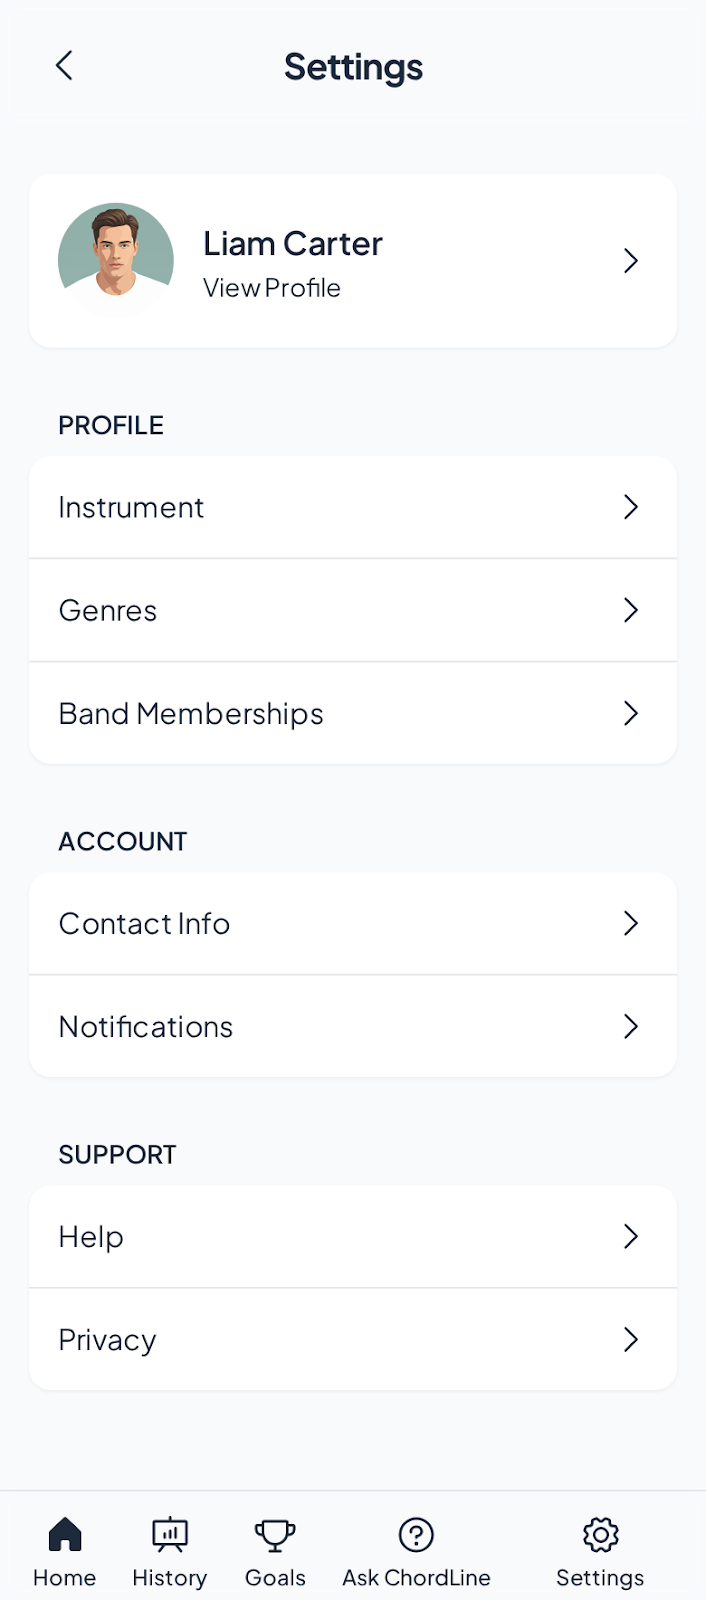 Settings
Liam Carter
View Profile
PROFILE
Instrument
Genres
Band Memberships
ACCOUNT
Contact Info
Notifications
SUPPORT
Help
Privacy
Home History Goals Ask ChordLine Settings